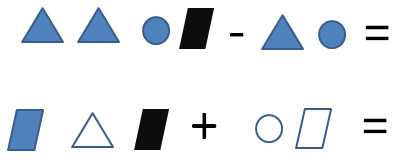 - =
+ =